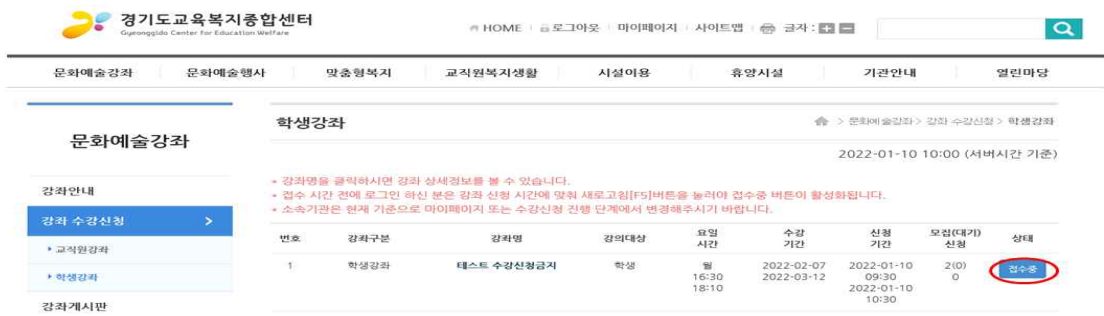 경기도교육복지종합센터
Gyeonggido Center for Education Welfare
HOME 로그아웃 마이페이지 사이트맵 글자 :
문화예술강좌 문화예술행사 맞춤형복지 교직원복지생활 시설이용 휴양시설 기관안내 열린마당
문화예술강좌
강좌안내
강좌 수강신청 >
교직원강좌
학생강좌
강좌게시판
학생강좌
> 문화예술강좌 > 강좌 수강신청 > 학생강좌
2022-01-10 10:00 (서버시간 기준)
* 강좌명을 클릭하시면 강좌 상세정보를 볼 수 있습니다.
* 접수 시간 전에 로그인 하신 분은 강좌 신청 시간에 맞춰 새로고침[F5]버튼을 눌러야 접수중 버튼이 활성화됩니다.
* 소속기관은 현재 기준으로 마이페이지 또는 수강신청 진행 단계에서 변경해주시기 바랍니다.
번호 강좌구분 강좌명 강의대상 요일 시간 수강 기간 신청 기간 모집(대기) 신청 상태
1 학생강좌 테스트 수강신청금지 학생 월 2022-02-07 2022-01-10 2(0) 접수중
16:30 2022-03-12 09:30 0
18:10 2022-01-10
10:30